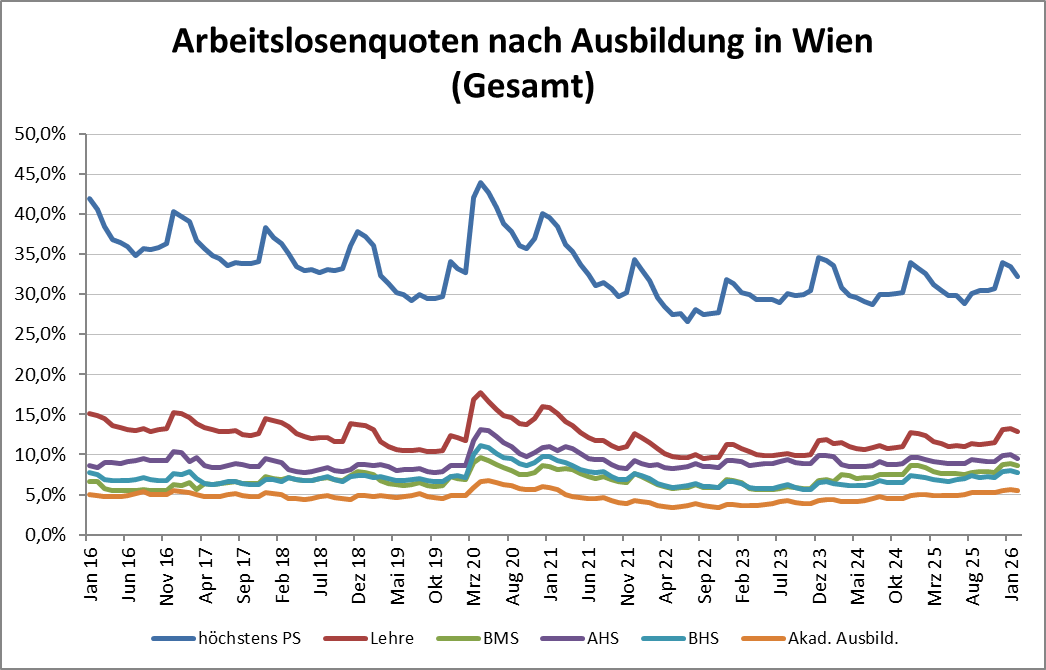 Arbeitslosenquoten nach Ausbildung in Wien
(Gesamt)
50,0%
45,0%
40,0%
35,0%
30,0%
25,0%
20,0%
15,0%
10,0%
5,0%
0,0%
Jan 16
Jun 16
Nov 16
Apr 17
Sep 17
Feb 18
Jul 18
Dez 18
Mai 19
Okt 19
Mrz 20
Aug 20
Jan 21
Jun 21
Nov 21
Apr 22
Sep 22
Feb 23
Jul 23
Dez 23
Mai 24
Okt 24
Mrz 25
Aug 25
Jan 26
höchstens PS Lehre BMS AHS BHS Akad. Ausbild.